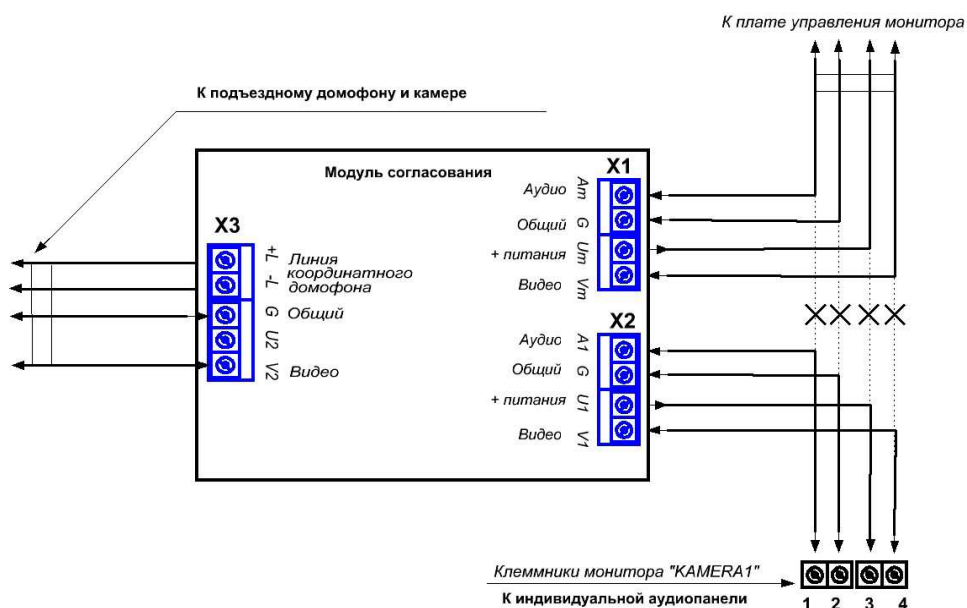 К плате управления монитора
К подъездному домофону и камере
Модуль согласования
X1
Аудио Am
Общий G
+ питания Um
Видео Vm
X3
+L Линия
-L координатного
домофона
G Общий
U2
V2 Видео
X2
Аудио A1
Общий G
+ питания U1
Видео V1
Клеммники монитора "KAMERA1"
К индивидуальной аудиопанели
1 2 3 4